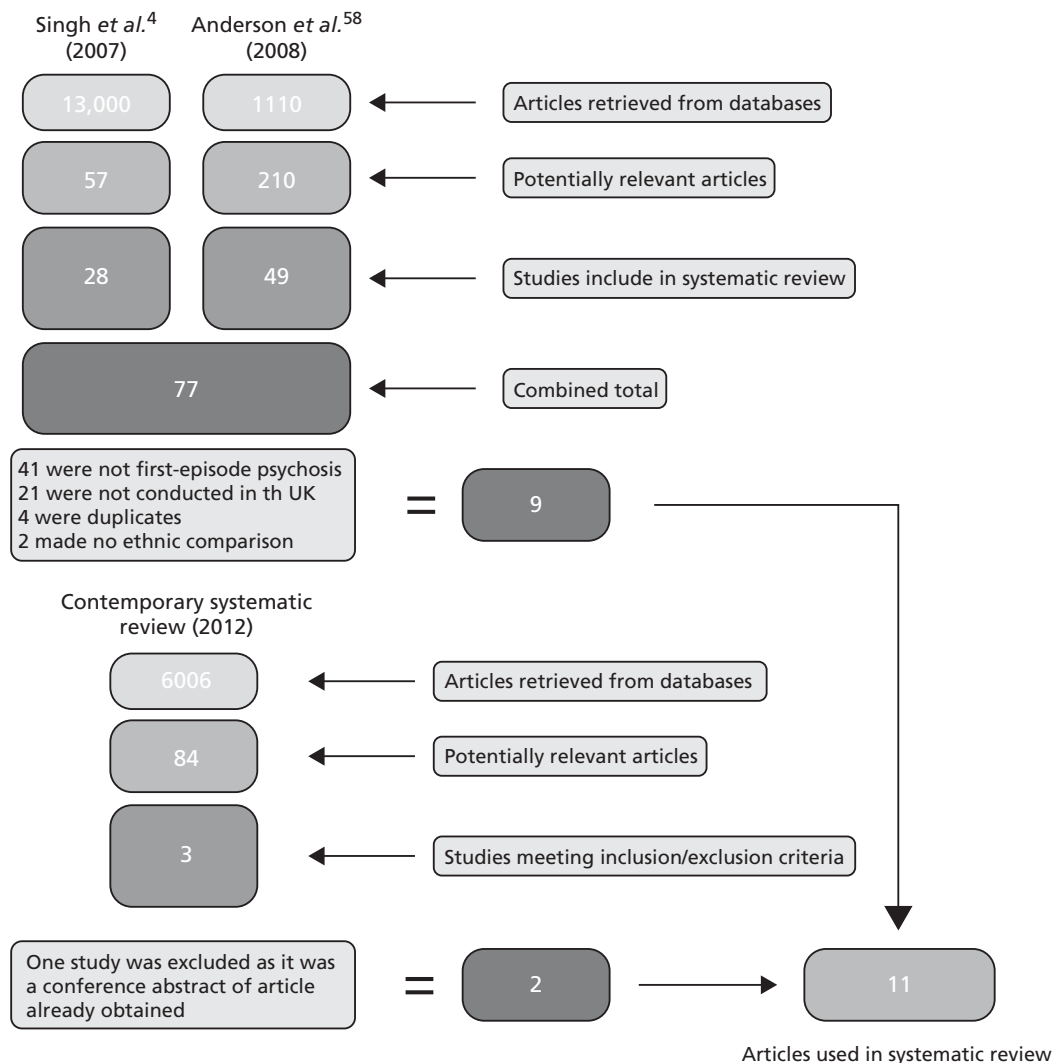 Singh et al.4
(2007)
Anderson et al.58
(2008)
13,000
1110
Articles retrieved from databases
57
210
Potentially relevant articles
28
49
Studies include in systematic review
77
Combined total
41 were not first-episode psychosis
21 were not conducted in th UK
4 were duplicates
2 made no ethnic comparison
=
9
Contemporary systematic
review (2012)
6006
Articles retrieved from databases
84
Potentially relevant articles
3
Studies meeting inclusion/exclusion criteria
One study was excluded as it was
a conference abstract of article
already obtained
=
2
11
Articles used in systematic review